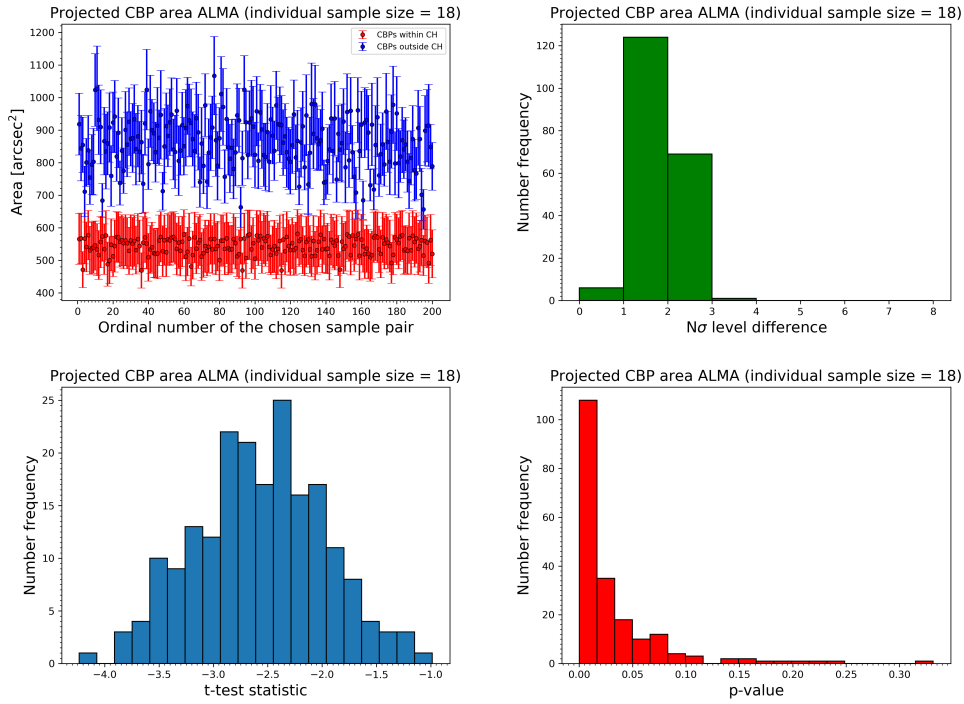 Projected CBP area ALMA (individual sample size = 18)
CBPs within CH
CBPs outside CH
1200
1100
1000
900
800
700
600
500
400
Area [arcsec²]
0 20 40 60 80 100 120 140 160 180 200
Ordinal number of the chosen sample pair
Projected CBP area ALMA (individual sample size = 18)
120
100
80
60
40
20
0
Number frequency
0 1 2 3 4 5 6 7 8
Nσ level difference
Projected CBP area ALMA (individual sample size = 18)
25
20
15
10
5
0
Number frequency
−4.0 −3.5 −3.0 −2.5 −2.0 −1.5 −1.0
t-test statistic
Projected CBP area ALMA (individual sample size = 18)
100
80
60
40
20
0
Number frequency
0.00 0.05 0.10 0.15 0.20 0.25 0.30
p-value